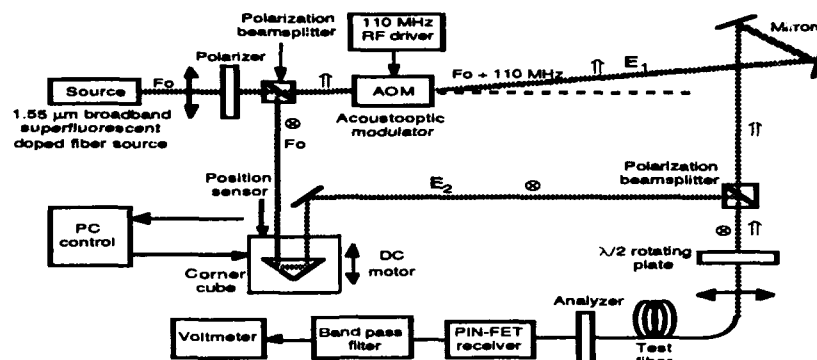 Polarization
beamsplitter
110 MHz
RF driver
Polarizer
Fo
⇑
AOM
Fo + 110 MHz
⇑
E1
Source
1.55 μm broadband
superfluorescent
doped fiber source
Acoustooptic
modulator
⊗
Fo
⇑
Polarization
beamsplitter
Position
sensor
E2
⊗
PC
control
Corner
cube
DC
motor
⊗
⇑
λ/2 rotating
plate
Analyzer
Voltmeter
Band pass
filter
PIN-FET
receiver
Test